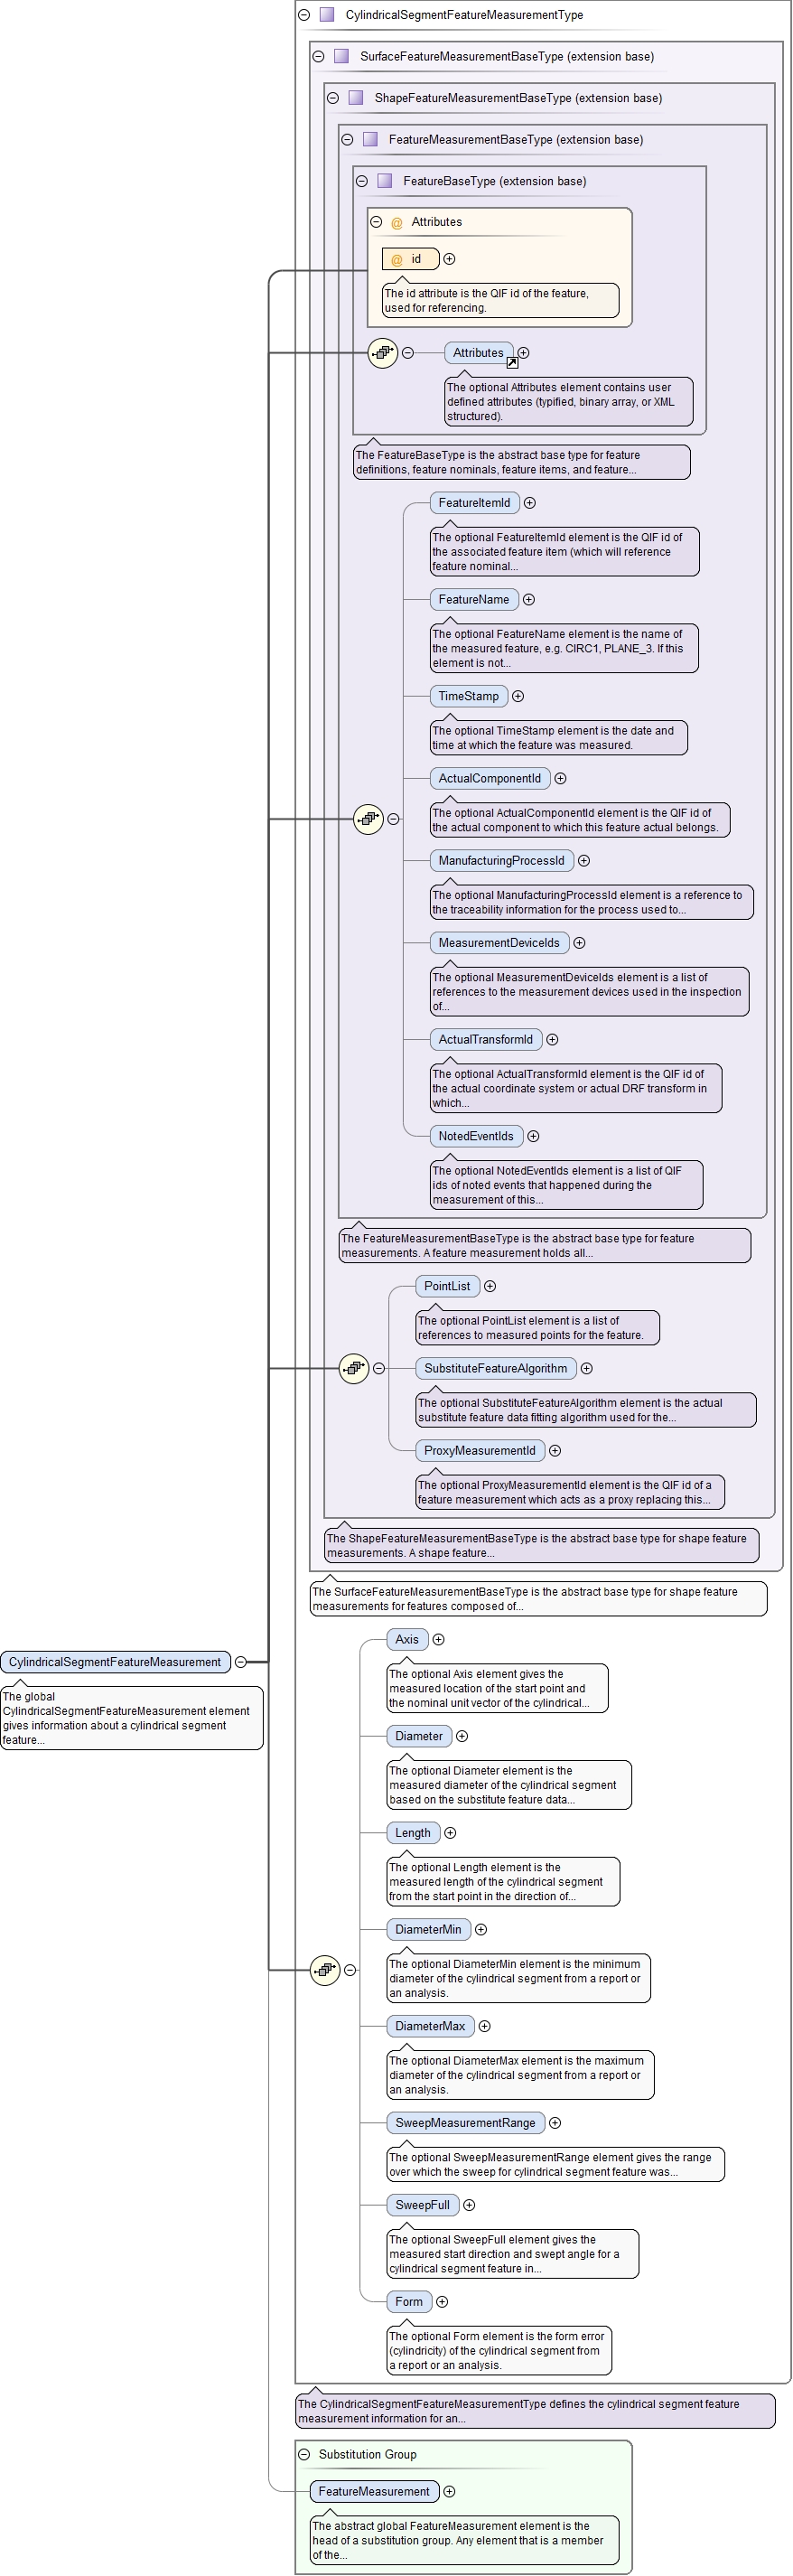 CylindricalSegmentFeatureMeasurementType
SurfaceFeatureMeasurementBaseType (extension base)
ShapeFeatureMeasurementBaseType (extension base)
FeatureMeasurementBaseType (extension base)
FeatureBaseType (extension base)
@ Attributes
@ id
The id attribute is the QIF id of the feature,
used for referencing.
Attributes
The optional Attributes element contains user
defined attributes (typified, binary array, or XML
structured).
The FeatureBaseType is the abstract base type for feature
definitions, feature nominals, feature items, and feature...
FeatureItemId
The optional FeatureItemId element is the QIF id of
the associated feature item (which will reference
feature nominal...
FeatureName
The optional FeatureName element is the name of
the measured feature, e.g. CIRC1, PLANE_3. If this
element is not...
TimeStamp
The optional TimeStamp element is the date and
time at which the feature was measured.
ActualComponentId
The optional ActualComponentId element is the QIF id of
the actual component to which this feature actual belongs.
ManufacturingProcessId
The optional ManufacturingProcessId element is a reference to
the traceability information for the process used to...
MeasurementDeviceIds
The optional MeasurementDeviceIds element is a list of
references to the measurement devices used in the inspection
of...
ActualTransformId
The optional ActualTransformId element is the QIF id of
the actual coordinate system or actual DRF transform in
which...
NotedEventIds
The optional NotedEventIds element is a list of QIF
ids of noted events that happened during the
measurement of this...
The FeatureMeasurementBaseType is the abstract base type for feature
measurements. A feature measurement holds all...
PointList
The optional PointList element is a list of
references to measured points for the feature.
SubstituteFeatureAlgorithm
The optional SubstituteFeatureAlgorithm element is the actual
substitute feature data fitting algorithm used for the...
ProxyMeasurementId
The optional ProxyMeasurementId element is the QIF id of a
feature measurement which acts as a proxy replacing this...
The ShapeFeatureMeasurementBaseType is the abstract base type for shape feature
measurements. A shape feature...
The SurfaceFeatureMeasurementBaseType is the abstract base type for shape feature
measurements for features composed of...
CylindricalSegmentFeatureMeasurement
The global
CylindricalSegmentFeatureMeasurement element
gives information about a cylindrical segment
feature...
Axis
The optional Axis element gives the
measured location of the start point and
the nominal unit vector of the cylindrical...
Diameter
The optional Diameter element is the
measured diameter of the cylindrical segment
based on the substitute feature data...
Length
The optional Length element is the
measured length of the cylindrical segment
from the start point in the direction of...
DiameterMin
The optional DiameterMin element is the minimum
diameter of the cylindrical segment from a report or
an analysis.
DiameterMax
The optional DiameterMax element is the maximum
diameter of the cylindrical segment from a report or
an analysis.
SweepMeasurementRange
The optional SweepMeasurementRange element gives the range
over which the sweep for cylindrical segment feature was...
SweepFull
The optional SweepFull element gives the
measured start direction and swept angle for a
cylindrical segment feature in...
Form
The optional Form element is the form error
(cylindricity) of the cylindrical segment from
a report or an analysis.
The CylindricalSegmentFeatureMeasurementType defines the cylindrical segment feature
measurement information for an...
Substitution Group
FeatureMeasurement
The abstract global FeatureMeasurement element is the
head of a substitution group. Any element that is a member
of the...